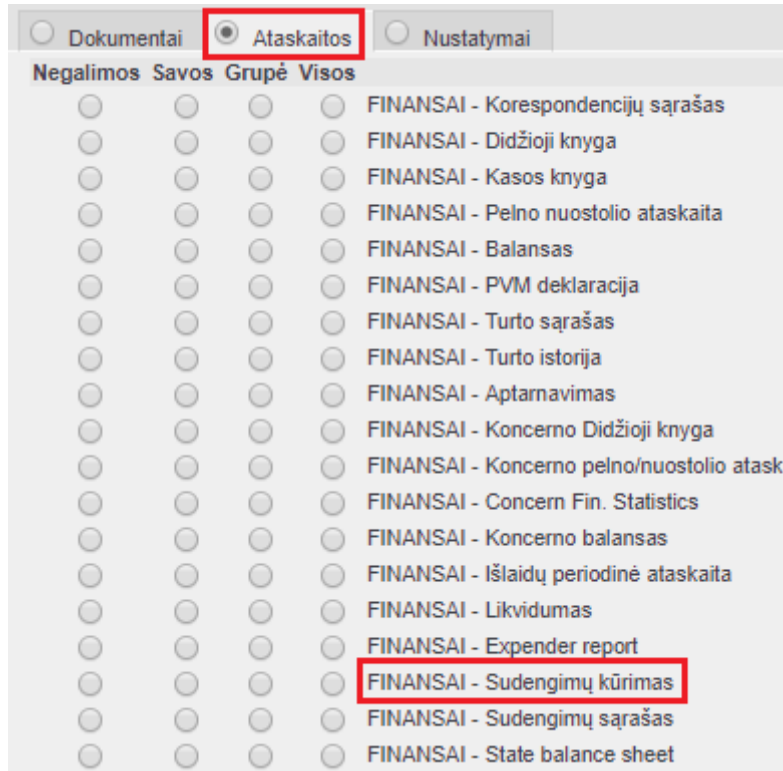 Dokumentai Ataskaitos Nustatymai
Negalimos Savos Grupė Visos
FINANSAI - Korespondencijų sąrašas
FINANSAI - Didžioji knyga
FINANSAI - Kasos knyga
FINANSAI - Pelno nuostolio ataskaita
FINANSAI - Balansas
FINANSAI - PVM deklaracija
FINANSAI - Turto sąrašas
FINANSAI - Turto istorija
FINANSAI - Aptarnavimas
FINANSAI - Koncerno Didžioji knyga
FINANSAI - Koncerno pelno/nuostolio atask
FINANSAI - Concern Fin. Statistics
FINANSAI - Koncerno balansas
FINANSAI - Išlaidų periodinė ataskaita
FINANSAI - Likvidumas
FINANSAI - Expender report
FINANSAI - Sudengimų kūrimas
FINANSAI - Sudengimų sąrašas
FINANSAI - State balance sheet